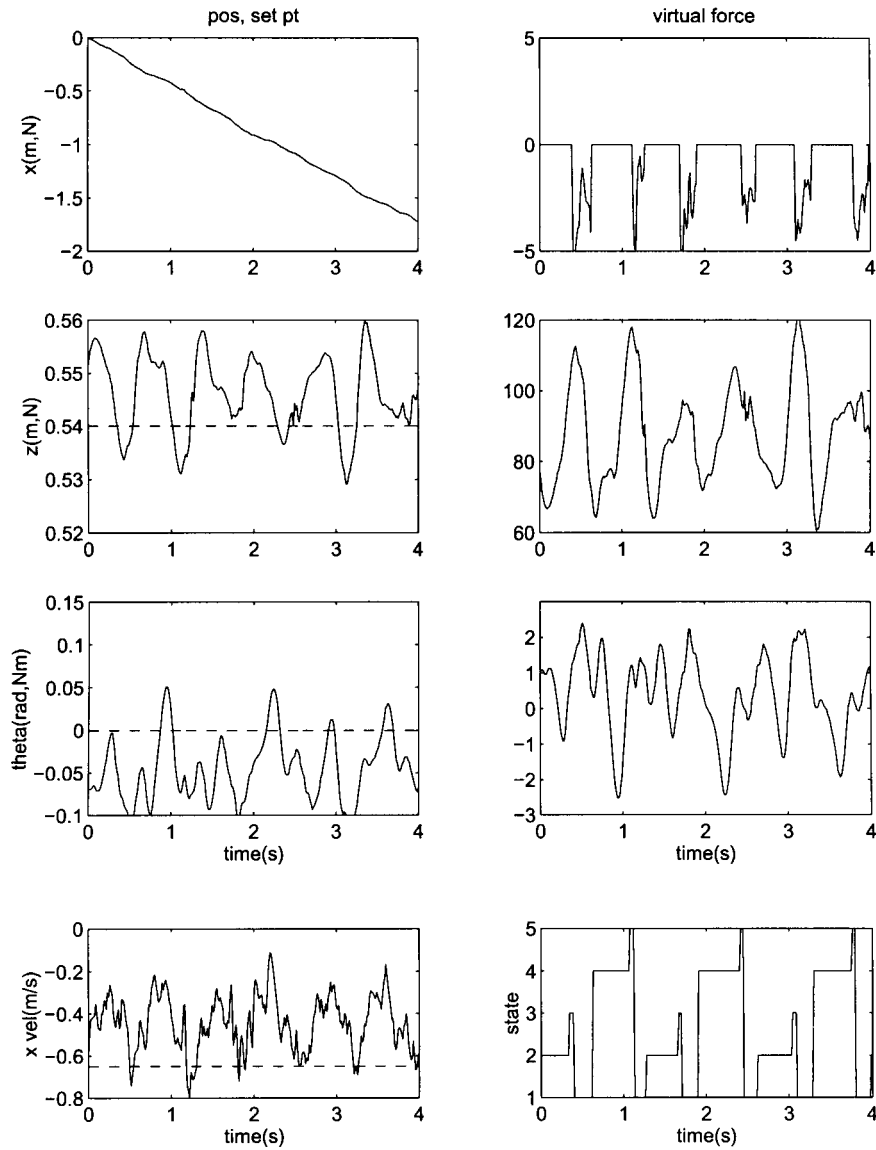 pos, set pt
virtual force
x(m,N)
0
−0.5
−1
−1.5
−2
0 1 2 3 4
5
0
−5
0 1 2 3 4
z(m,N)
0.56
0.55
0.54
0.53
0.52
0 1 2 3 4
120
100
80
60
0 1 2 3 4
theta(rad,Nm)
0.15
0.1
0.05
0
−0.05
−0.1
0 1 2 3 4
time(s)
2
1
0
−1
−2
−3
0 1 2 3 4
time(s)
x vel(m/s)
0
−0.2
−0.4
−0.6
−0.8
0 1 2 3 4
time(s)
state
5
4
3
2
1
0 1 2 3 4
time(s)